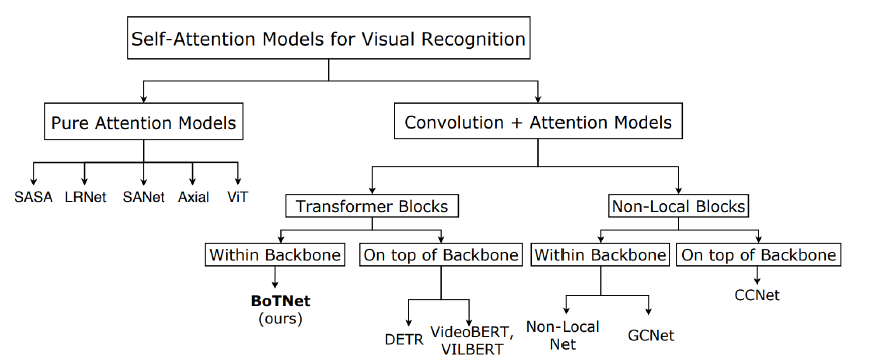 Self-Attention Models for Visual Recognition
Pure Attention Models
Convolution + Attention Models
SASA
LRNet
SANet
Axial
ViT
Transformer Blocks
Non-Local Blocks
Within Backbone
On top of Backbone
Within Backbone
On top of Backbone
BoTNet
(ours)
DETR
VideoBERT,
VILBERT
Non-Local
Net
GCNet
CCNet